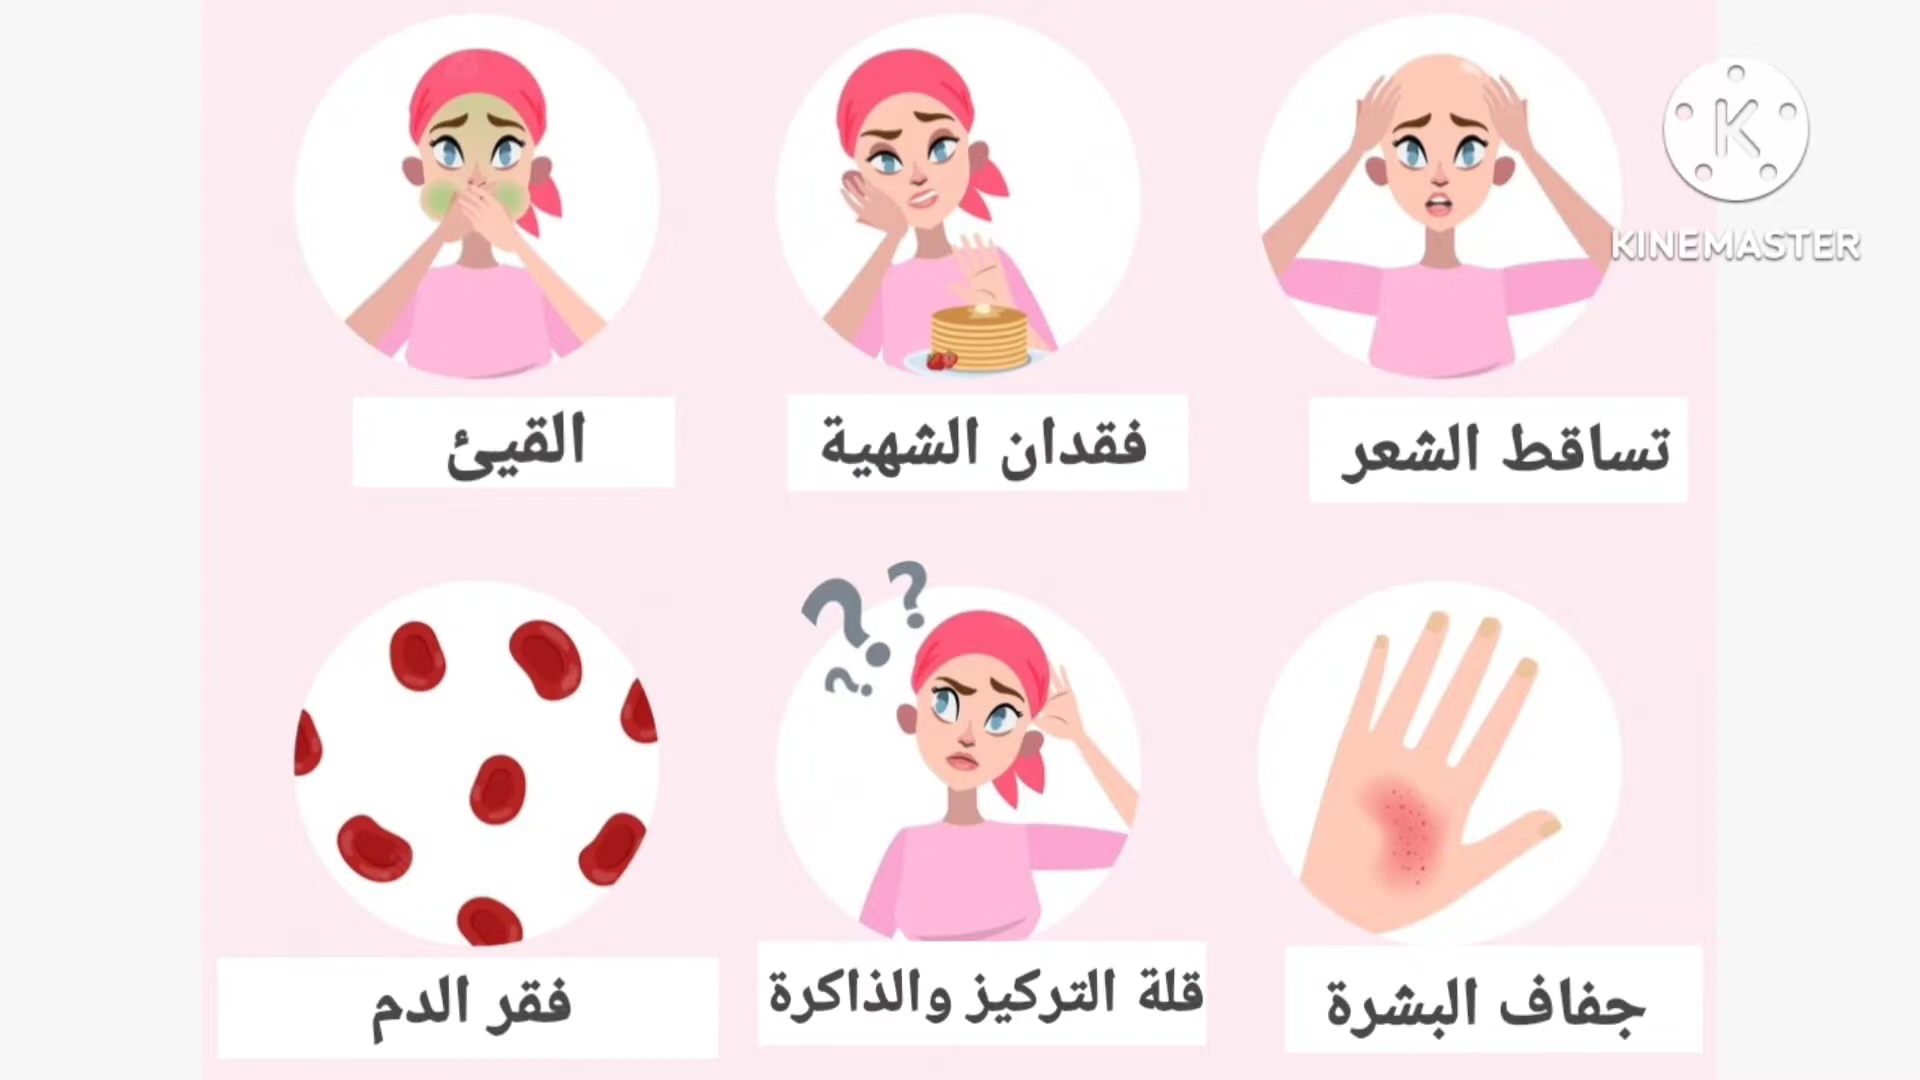 تساقط الشعر
فقدان الشهية
القيئ
K
KINEMASTER
جفاف البشرة
???
قلة التركيز والذاكرة
فقر الدم